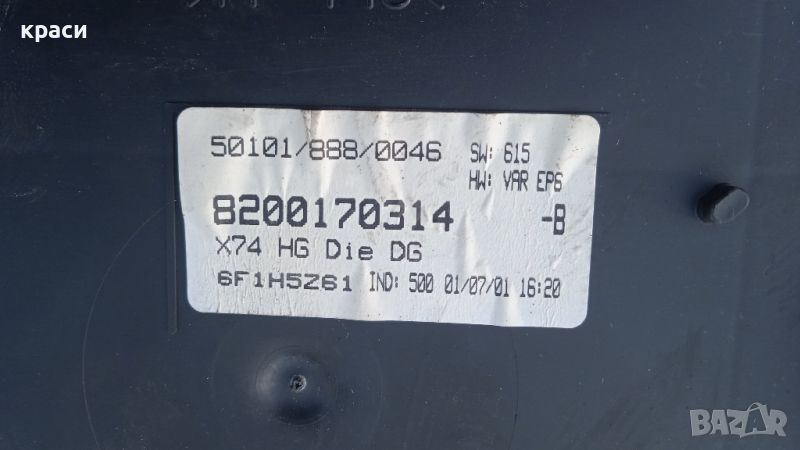 краси
50101/888/0046 SW: 615
HW: VAR EP6
8200170314 -B
X74 HG Die DG
6F1H5Z61 IND: 500 01/07/01 16:20
BAZAR